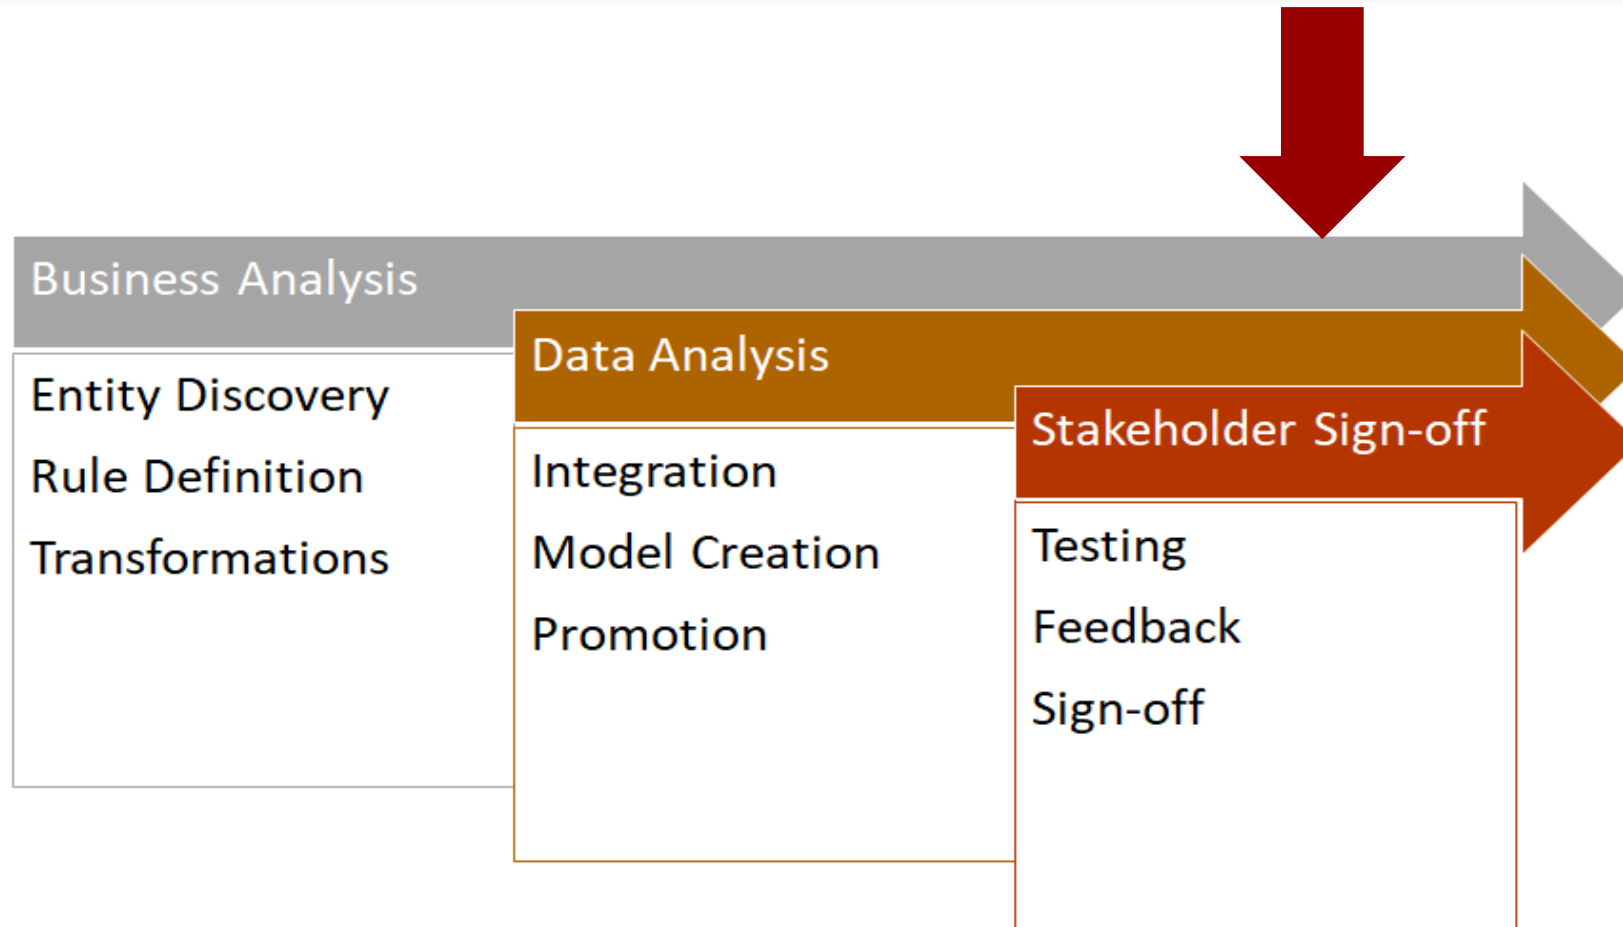 Business Analysis
Entity Discovery
Rule Definition
Transformations
Data Analysis
Integration
Model Creation
Promotion
Stakeholder Sign-off
Testing
Feedback
Sign-off